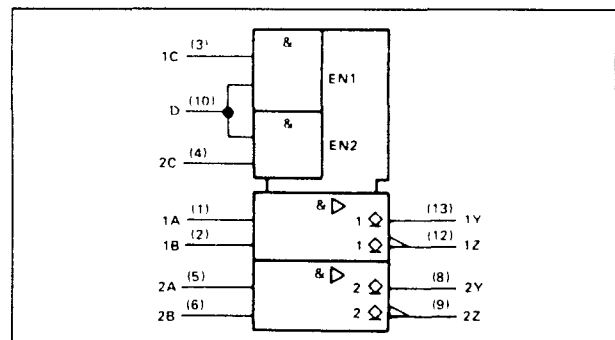 1C (3) &
EN1
D (10)
&
EN2
2C (4)
1A (1) & ▷ 1 (13) 1Y
1B (2) 1 (12) 1Z
2A (5) & ▷ 2 (8) 2Y
2B (6) 2 (9) 2Z